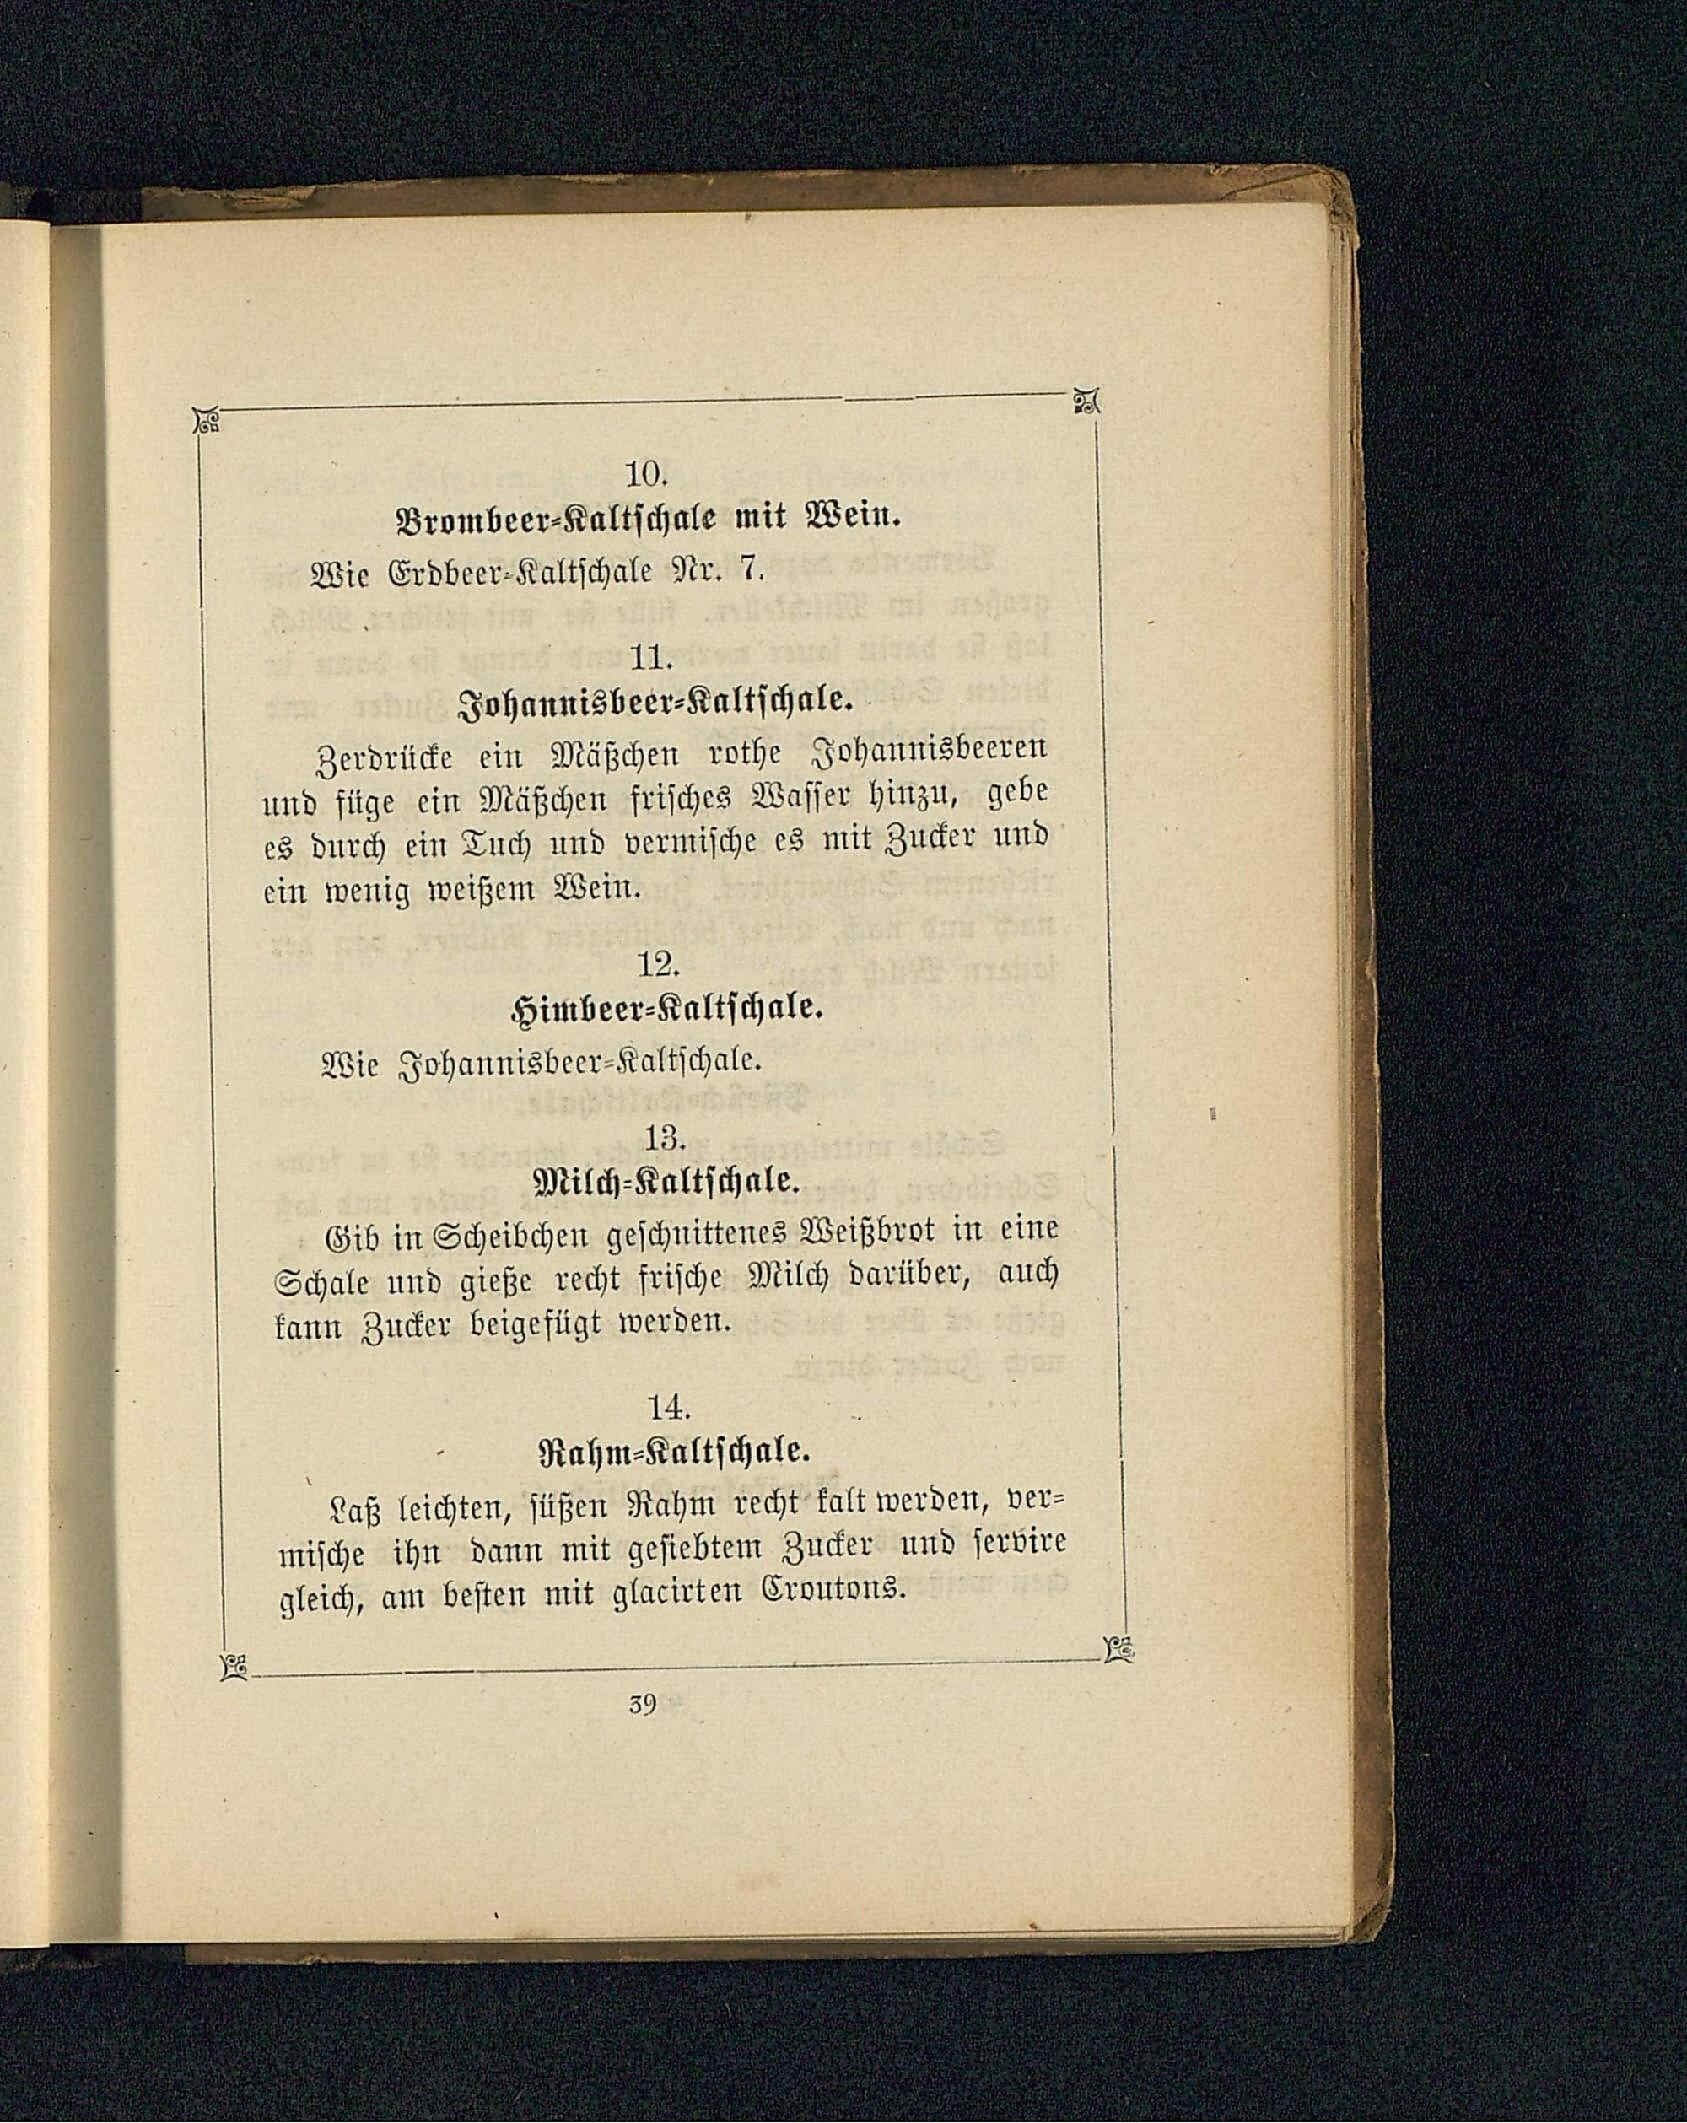 10.
Brombeer-Kaltschale mit Wein.
Wie Erdbeer-Kaltschale Nr. 7.
11.
Johannisbeer-Kaltschale.
Zerdrücke ein Mäßchen rothe Johannisbeeren
und füge ein Mäßchen frisches Wasser hinzu, gebe
es durch ein Tuch und vermische es mit Zucker und
ein wenig weißem Wein.
12.
Himbeer-Kaltschale.
Wie Johannisbeer-Kaltschale.
13.
Milch-Kaltschale.
Gib in Scheibchen geschnittenes Weißbrot in eine
Schale und gieße recht frische Milch darüber, auch
kann Zucker beigefügt werden.
14.
Rahm-Kaltschale.
Laß leichten, süßen Rahm recht kalt werden, ver-
mische ihn dann mit gesiebtem Zucker und servire
gleich, am besten mit glacirten Croutons.
39